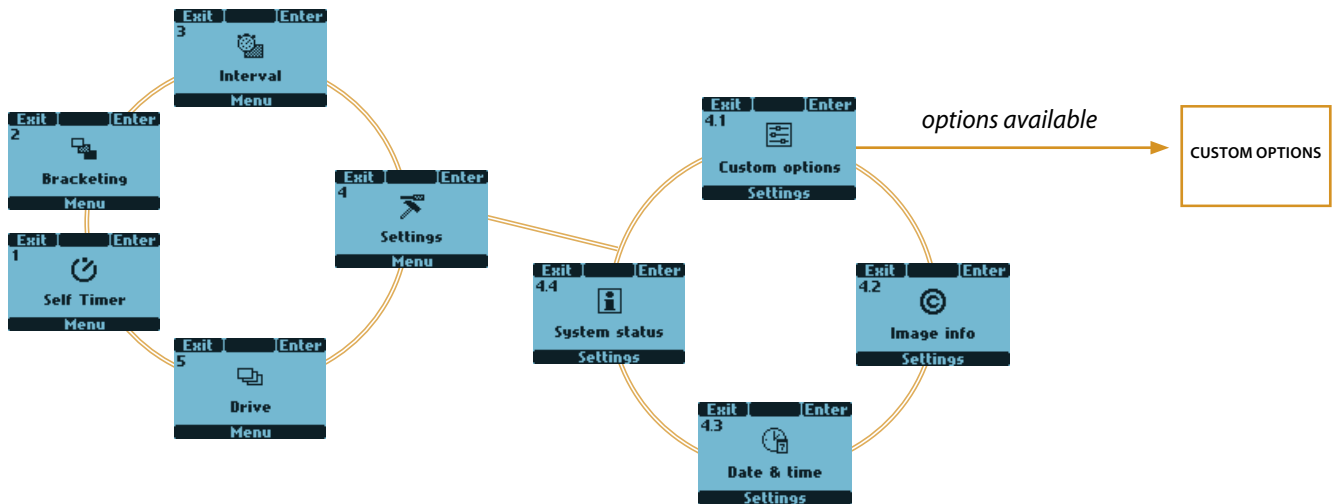 Exit Enter
3
Interval
Menu
Exit Enter
2
Bracketing
Menu
Exit Enter
1
Self Timer
Menu
Exit Enter
5
Drive
Menu
Exit Enter
4
Settings
Menu
Exit Enter
4.1
Custom options
Settings
Exit Enter
4.4
System status
Settings
Exit Enter
4.2
Image info
Settings
Exit Enter
4.3
Date & time
Settings
options available
CUSTOM OPTIONS